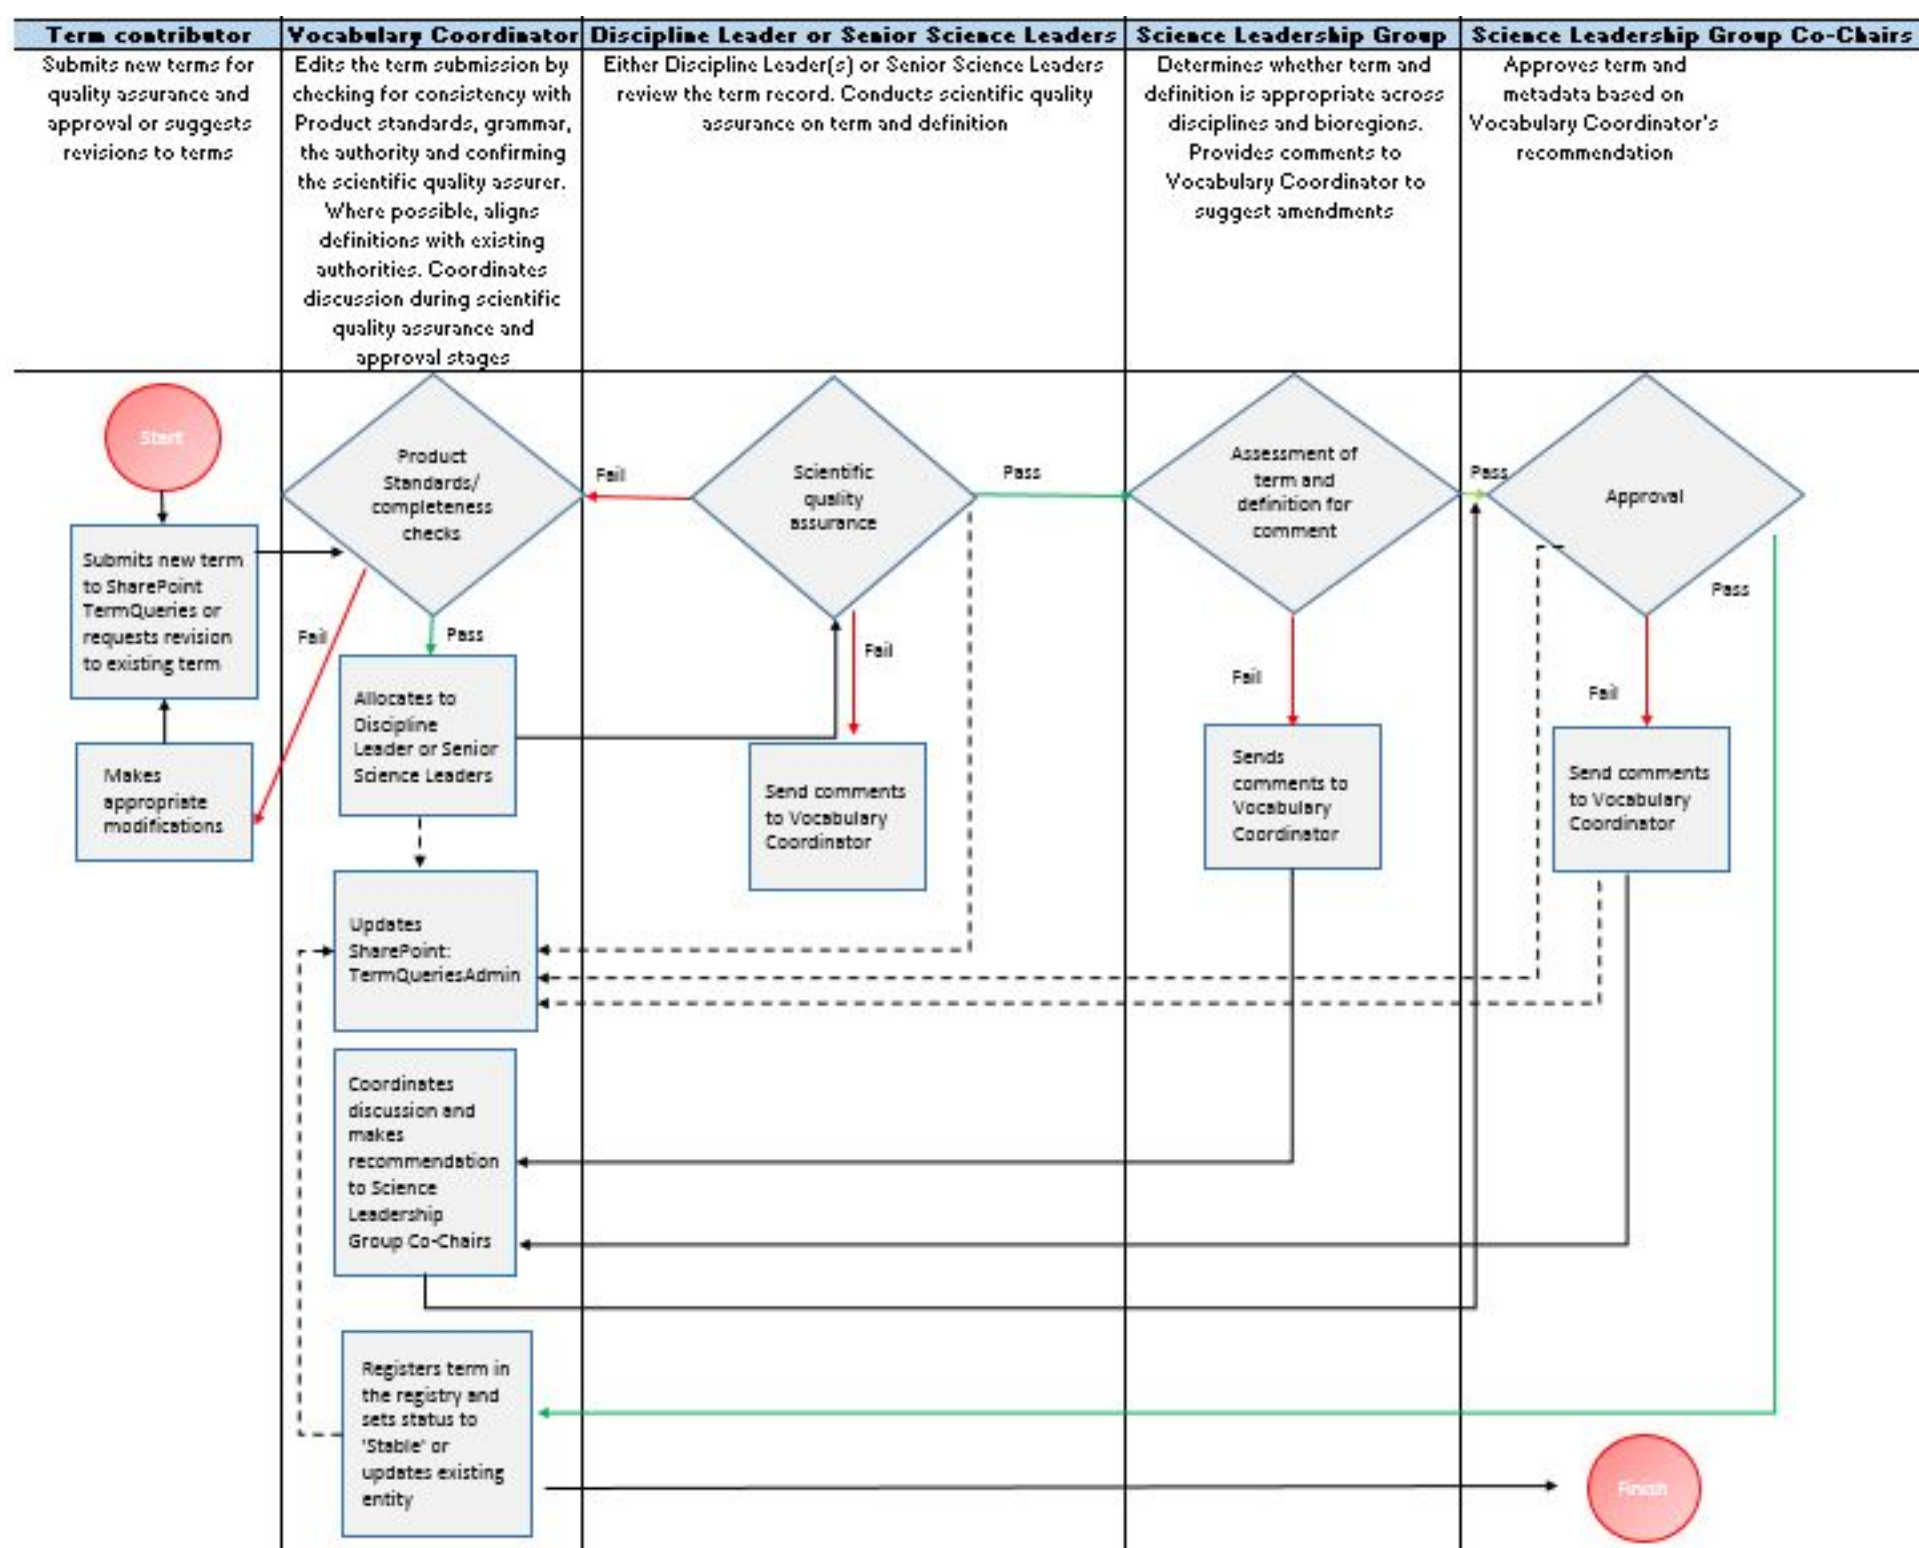 Term contributor
Vocabulary Coordinator
Discipline Leader or Senior Science Leaders
Science Leadership Group
Science Leadership Group Co-Chairs
Submits new terms for
quality assurance and
approval or suggests
revisions to terms
Edits the term submission by
checking for consistency with
Product standards, grammar,
the authority and confirming
the scientific quality assurer.
Where possible, aligns
definitions with existing
authorities. Coordinates
discussion during scientific
quality assurance and
approval stages
Either Discipline Leader(s) or Senior Science Leaders
review the term record. Conducts scientific quality
assurance on term and definition
Determines whether term and
definition is appropriate across
disciplines and bioregions.
Provides comments to
Vocabulary Coordinator to
suggest amendments
Approves term and
metadata based on
Vocabulary Coordinator's
recommendation
Start
Product
Standards/
completeness
checks
Fail
Scientific
quality
assurance
Pass
Assessment of
term and
definition for
comment
Pass
Approval
Submits new term
to SharePoint
TermQueries or
requests revision
to existing term
Fail
Pass
Fail
Fail
Pass
Fail
Makes
appropriate
modifications
Allocates to
Discipline
Leader or Senior
Science Leaders
Send comments
to Vocabulary
Coordinator
Sends
comments to
Vocabulary
Coordinator
Send comments
to Vocabulary
Coordinator
Updates
SharePoint:
TermQueriesAdmin
Coordinates
discussion and
makes
recommendation
to Science
Leadership
Group Co-Chairs
Registers term in
the registry and
sets status to
'Stable' or
updates existing
entity
Finish